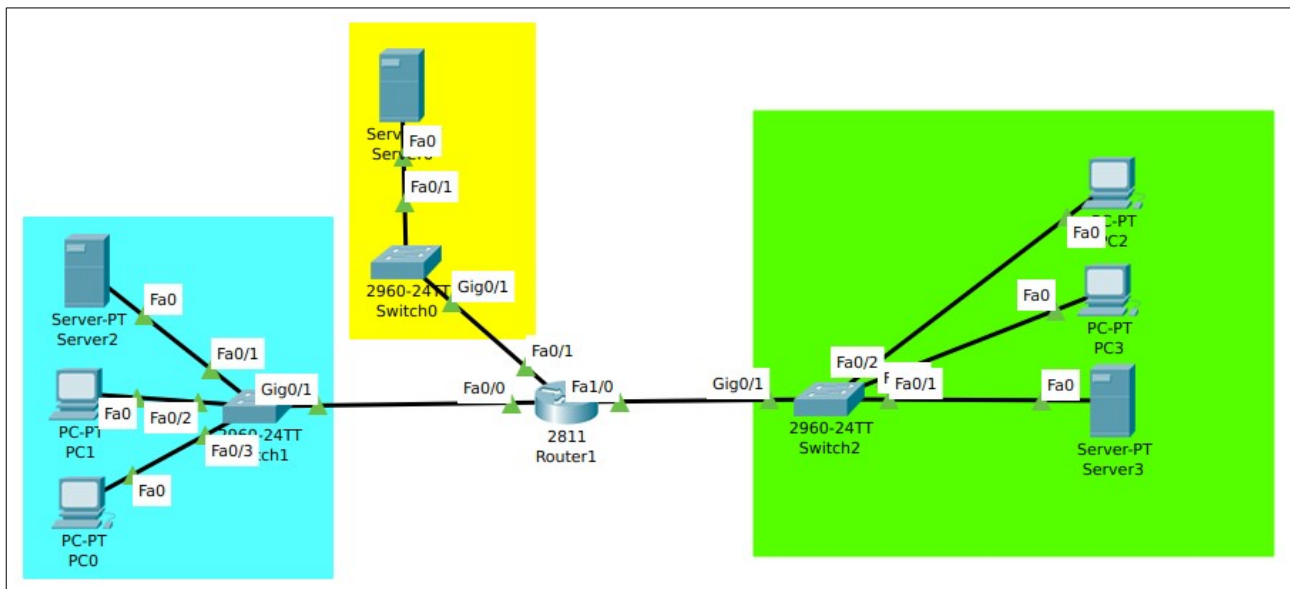 Fa0
Fa0/1
2960-24TT
Switch0
Gig0/1
Server-PT
Server2
Fa0
Fa0/1
PC-PT
PC1
Fa0
Fa0/2
Gig0/1
Fa0/3
PC-PT
PC0
Fa0
Fa0/0
Fa0/1
Fa1/0
2811
Router1
Gig0/1
2960-24TT
Switch2
Fa0/2
Fa0/1
PC2
Fa0
PC-PT
PC3
Fa0
Server-PT
Server3
Fa0